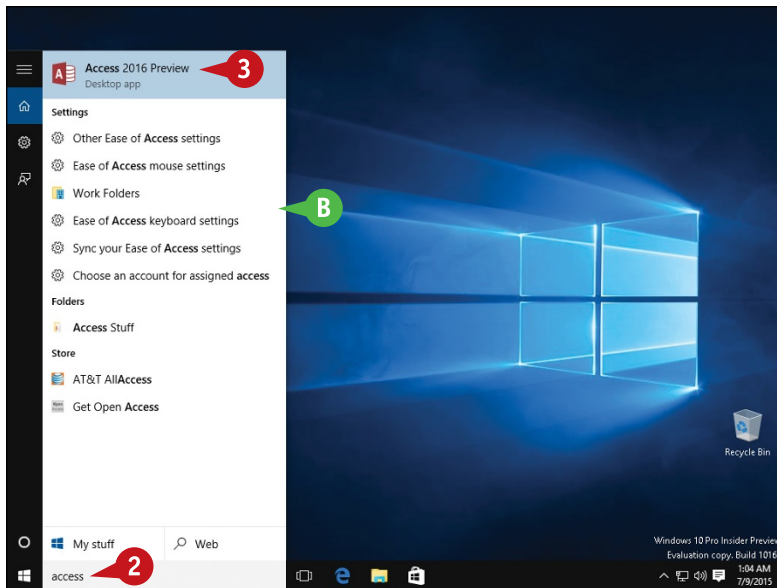 Access 2016 Preview
Desktop app
3
Settings
Other Ease of Access settings
Ease of Access mouse settings
Work Folders
B
Ease of Access keyboard settings
Sync your Ease of Access settings
Choose an account for assigned access
Folders
Access Stuff
Store
AT&T AllAccess
Get Open Access
Recycle Bin
My stuff
Web
Windows 10 Pro Insider Preview
Evaluation copy. Build 1016
access
2
1:04 AM
7/9/2015